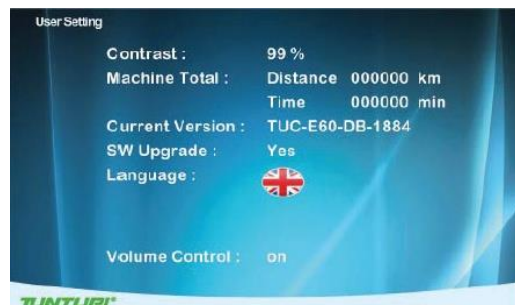 User Setting
Contrast : 99 %
Machine Total : Distance 000000 km
Time 000000 min
Current Version : TUC-E60-DB-1884
SW Upgrade : Yes
Language :
Volume Control : on
TUNTURI®